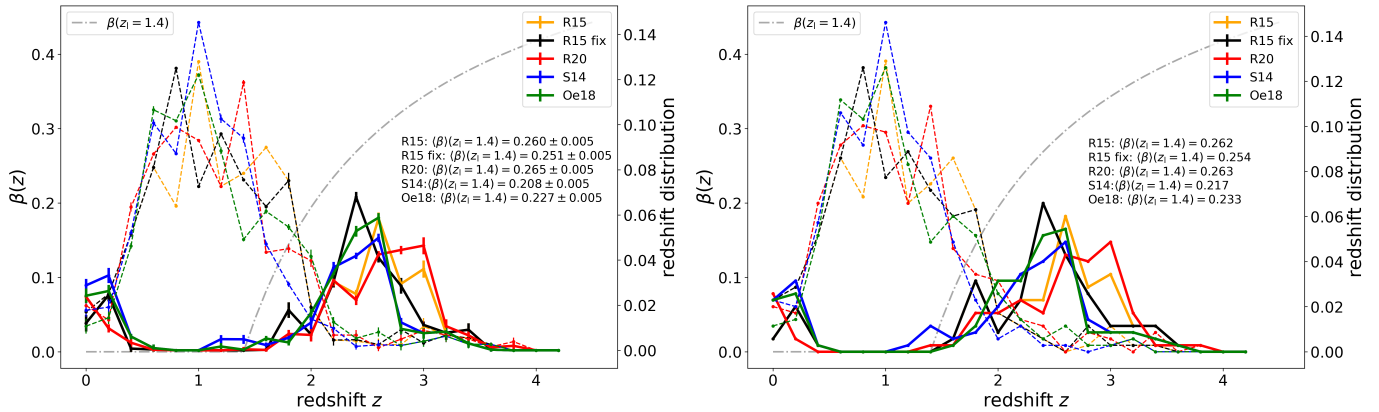 β(z_l = 1.4)
R15
R15 fix
R20
S14
Oe18
R15: ⟨β⟩(z_l = 1.4) = 0.260 ± 0.005
R15 fix: ⟨β⟩(z_l = 1.4) = 0.251 ± 0.005
R20: ⟨β⟩(z_l = 1.4) = 0.265 ± 0.005
S14:⟨β⟩(z_l = 1.4) = 0.208 ± 0.005
Oe18: ⟨β⟩(z_l = 1.4) = 0.227 ± 0.005
0.4
0.3
0.2
0.1
0.0
β(z)
0.14
0.12
0.10
0.08
0.06
0.04
0.02
0.00
redshift distribution
0 1 2 3 4
redshift z
β(z_l = 1.4)
R15
R15 fix
R20
S14
Oe18
R15: ⟨β⟩(z_l = 1.4) = 0.262
R15 fix: ⟨β⟩(z_l = 1.4) = 0.254
R20: ⟨β⟩(z_l = 1.4) = 0.263
S14:⟨β⟩(z_l = 1.4) = 0.217
Oe18: ⟨β⟩(z_l = 1.4) = 0.233
0.4
0.3
0.2
0.1
0.0
β(z)
0.14
0.12
0.10
0.08
0.06
0.04
0.02
0.00
redshift distribution
0 1 2 3 4
redshift z